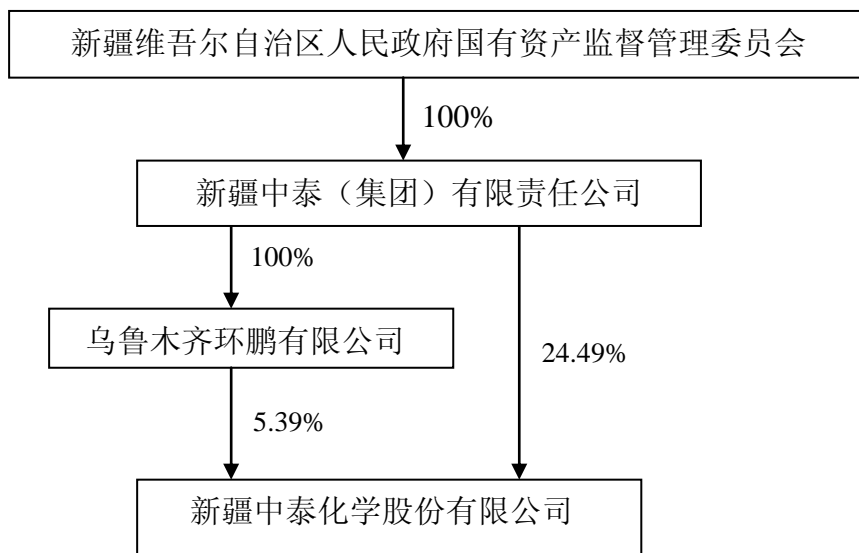 新疆维吾尔自治区人民政府国有资产监督管理委员会
100%
新疆中泰（集团）有限责任公司
100%
乌鲁木齐环鹏有限公司
24.49%
5.39%
新疆中泰化学股份有限公司